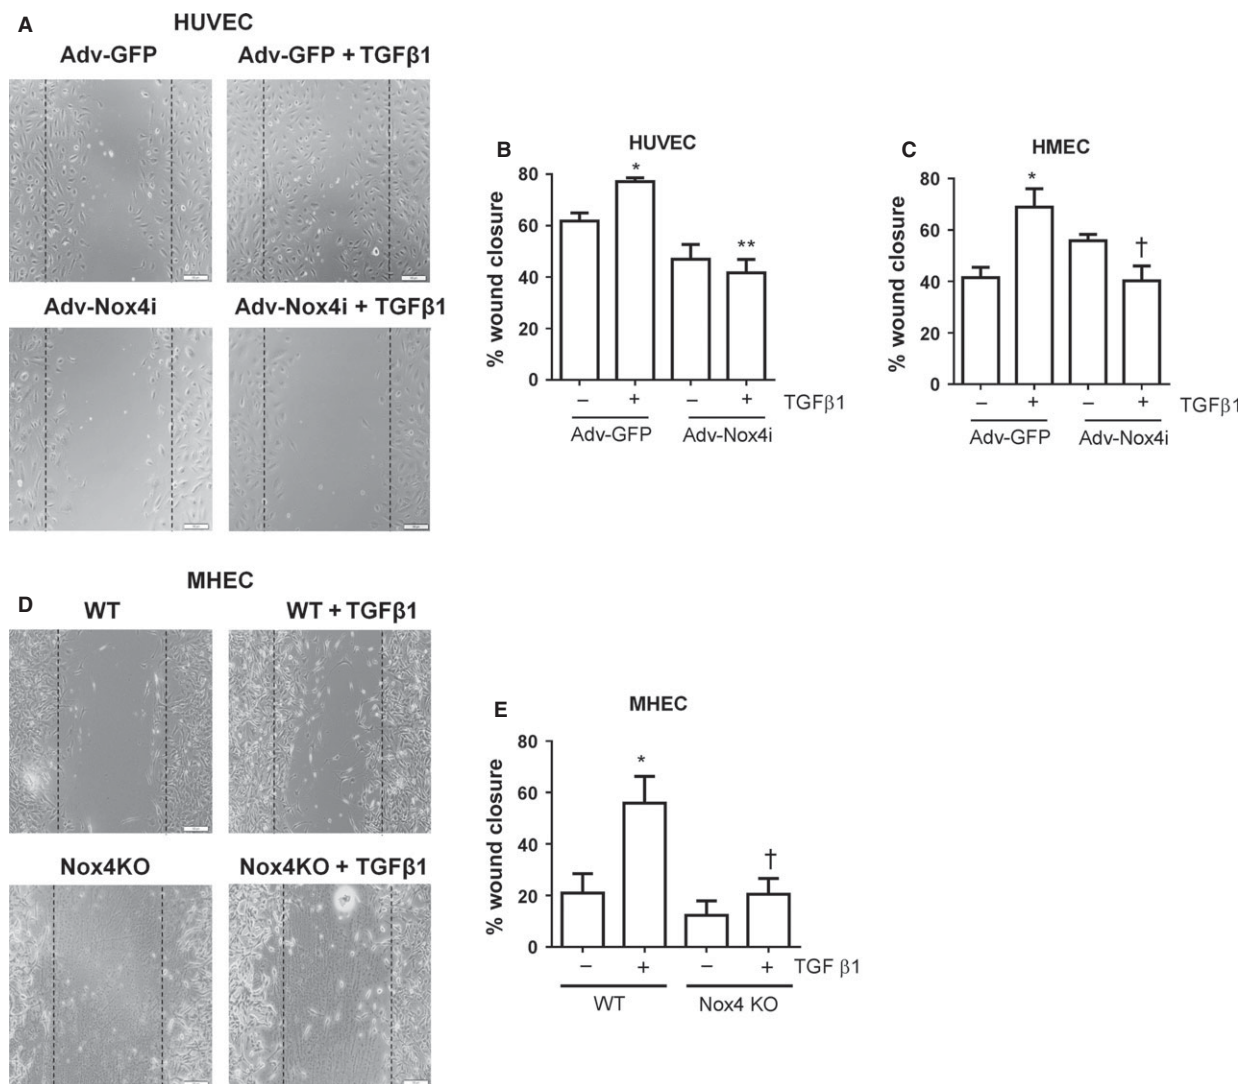 A
HUVEC
Adv-GFP
Adv-GFP + TGFβ1
Adv-Nox4i
Adv-Nox4i + TGFβ1
B
HUVEC
% wound closure
80
60
40
20
0
*
**
– + – + TGFβ1
Adv-GFP Adv-Nox4i
C
HMEC
% wound closure
80
60
40
20
0
*
†
– + – + TGFβ1
Adv-GFP Adv-Nox4i
MHEC
D
WT
WT + TGFβ1
Nox4KO
Nox4KO + TGFβ1
E
MHEC
% wound closure
80
60
40
20
0
*
†
– + – + TGF β1
WT Nox4 KO